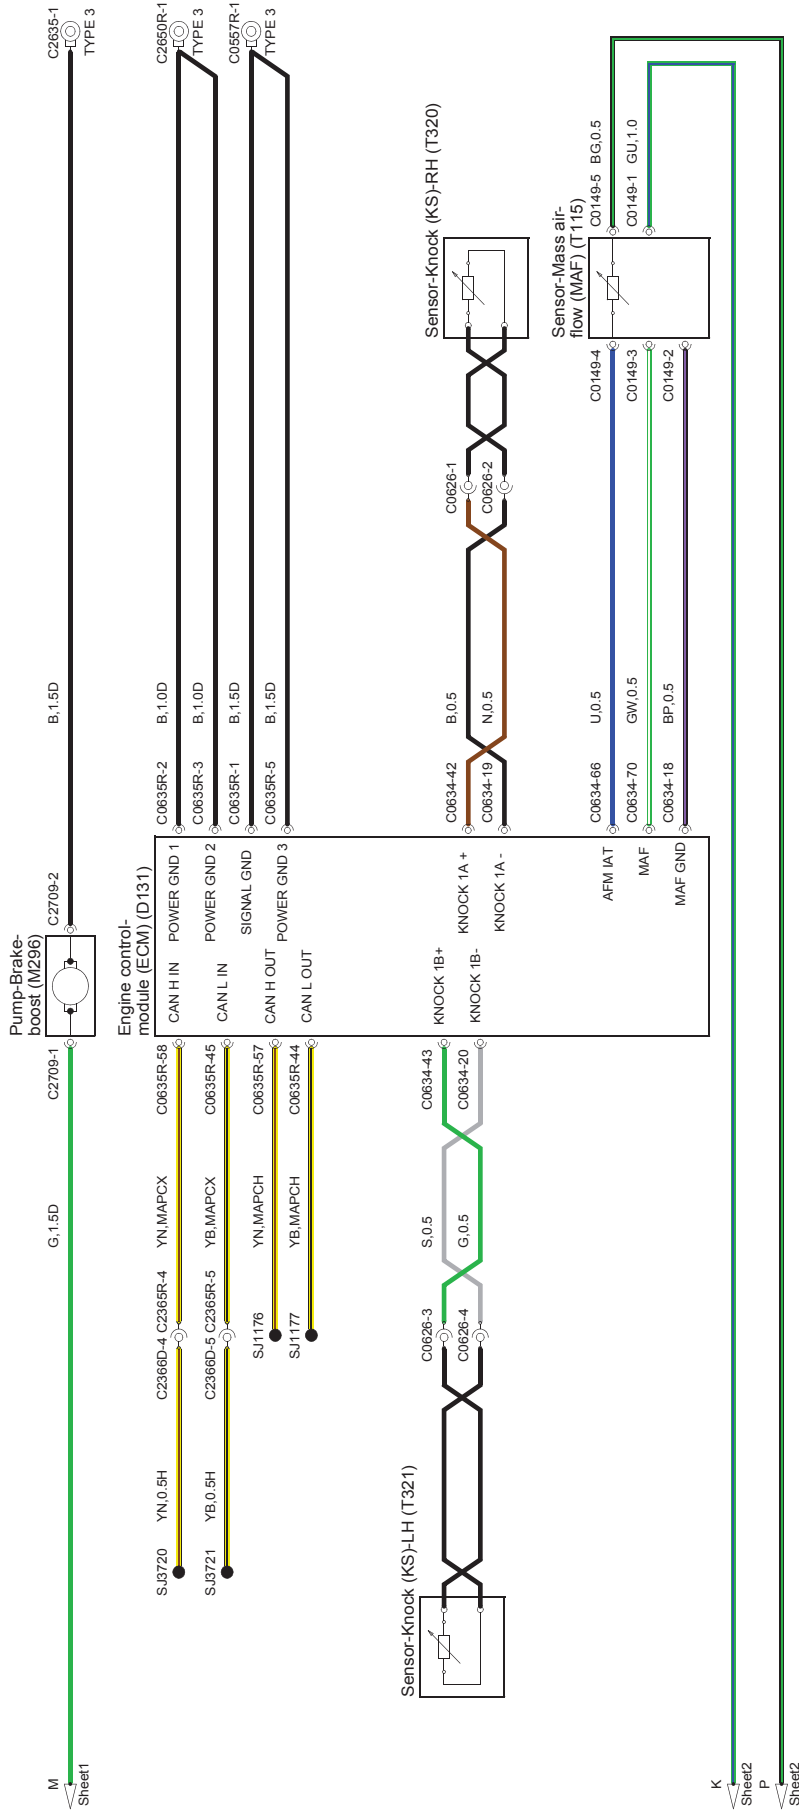 C2635-1
TYPE 3
C2650R-1
TYPE 3
C0557R-1
TYPE 3
B,1.5D
B,1.0D
B,1.0D
B,1.5D
B,1.5D
C2709-2
C0635R-2
C0635R-3
C0635R-1
C0635R-5
Pump-Brake-
boost (M296)
C2709-1
G,1.5D
M
Sheet1
Engine control-
module (ECM) (D131)
POWER GND 1
POWER GND 2
SIGNAL GND
POWER GND 3
CAN H IN
CAN L IN
CAN H OUT
CAN L OUT
KNOCK 1A +
KNOCK 1A -
KNOCK 1B+
KNOCK 1B-
AFM IAT
MAF
MAF GND
C0635R-58
C0635R-45
C0635R-57
C0635R-44
YN,MAPCX
YB,MAPCX
YN,MAPCH
YB,MAPCH
C2366D-4 C2365R-4
C2366D-5 C2365R-5
SJ1176
SJ1177
YN,0.5H
YB,0.5H
SJ3720
SJ3721
Sensor-Knock (KS)-RH (T320)
C0626-1
C0626-2
B,0.5
N,0.5
C0634-42
C0634-19
C0634-43
C0634-20
S,0.5
G,0.5
C0626-3
C0626-4
Sensor-Knock (KS)-LH (T321)
Sensor-Mass air-
flow (MAF) (T115)
C0149-5 BG,0.5
C0149-1 GU,1.0
C0149-4
C0149-3
C0149-2
U,0.5
GW,0.5
BP,0.5
C0634-66
C0634-70
C0634-18
K
Sheet2
P
Sheet2